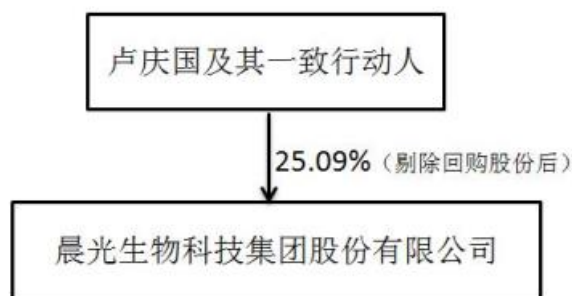 卢庆国及其一致行动人
25.09%（剔除回购股份后）
晨光生物科技集团股份有限公司